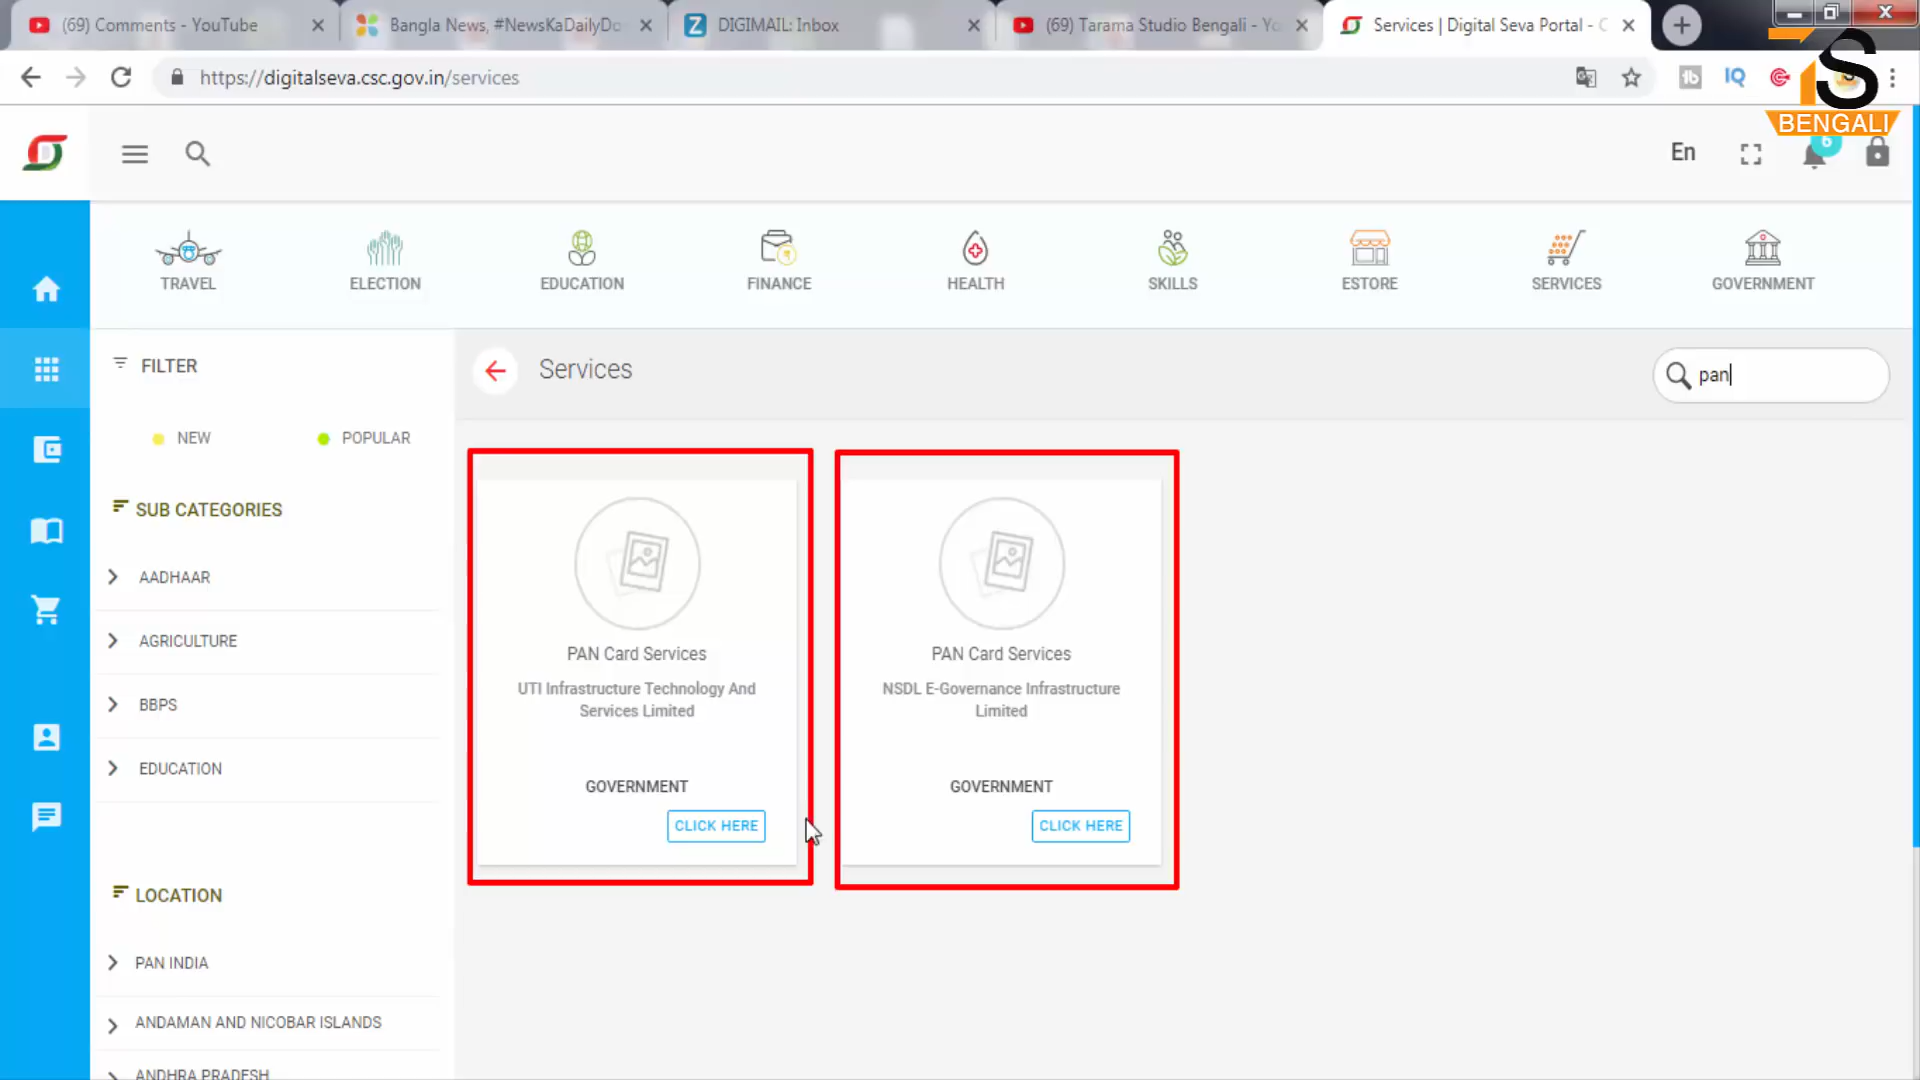 (69) Comments - YouTube
Bangla News, #NewsKaDailyDo
DIGIMAIL: Inbox
(69) Tarama Studio Bengali - Yo
Services | Digital Seva Portal - C
https://digitalseva.csc.gov.in/services
IQ
S
BENGALI
En
6
TRAVEL
ELECTION
EDUCATION
FINANCE
HEALTH
SKILLS
ESTORE
SERVICES
GOVERNMENT
FILTER
Services
pan
NEW
POPULAR
SUB CATEGORIES
AADHAAR
AGRICULTURE
BBPS
EDUCATION
LOCATION
PAN INDIA
ANDAMAN AND NICOBAR ISLANDS
ANDHRA PRADESH
PAN Card Services
UTI Infrastructure Technology And
Services Limited
GOVERNMENT
CLICK HERE
PAN Card Services
NSDL E-Governance Infrastructure
Limited
GOVERNMENT
CLICK HERE